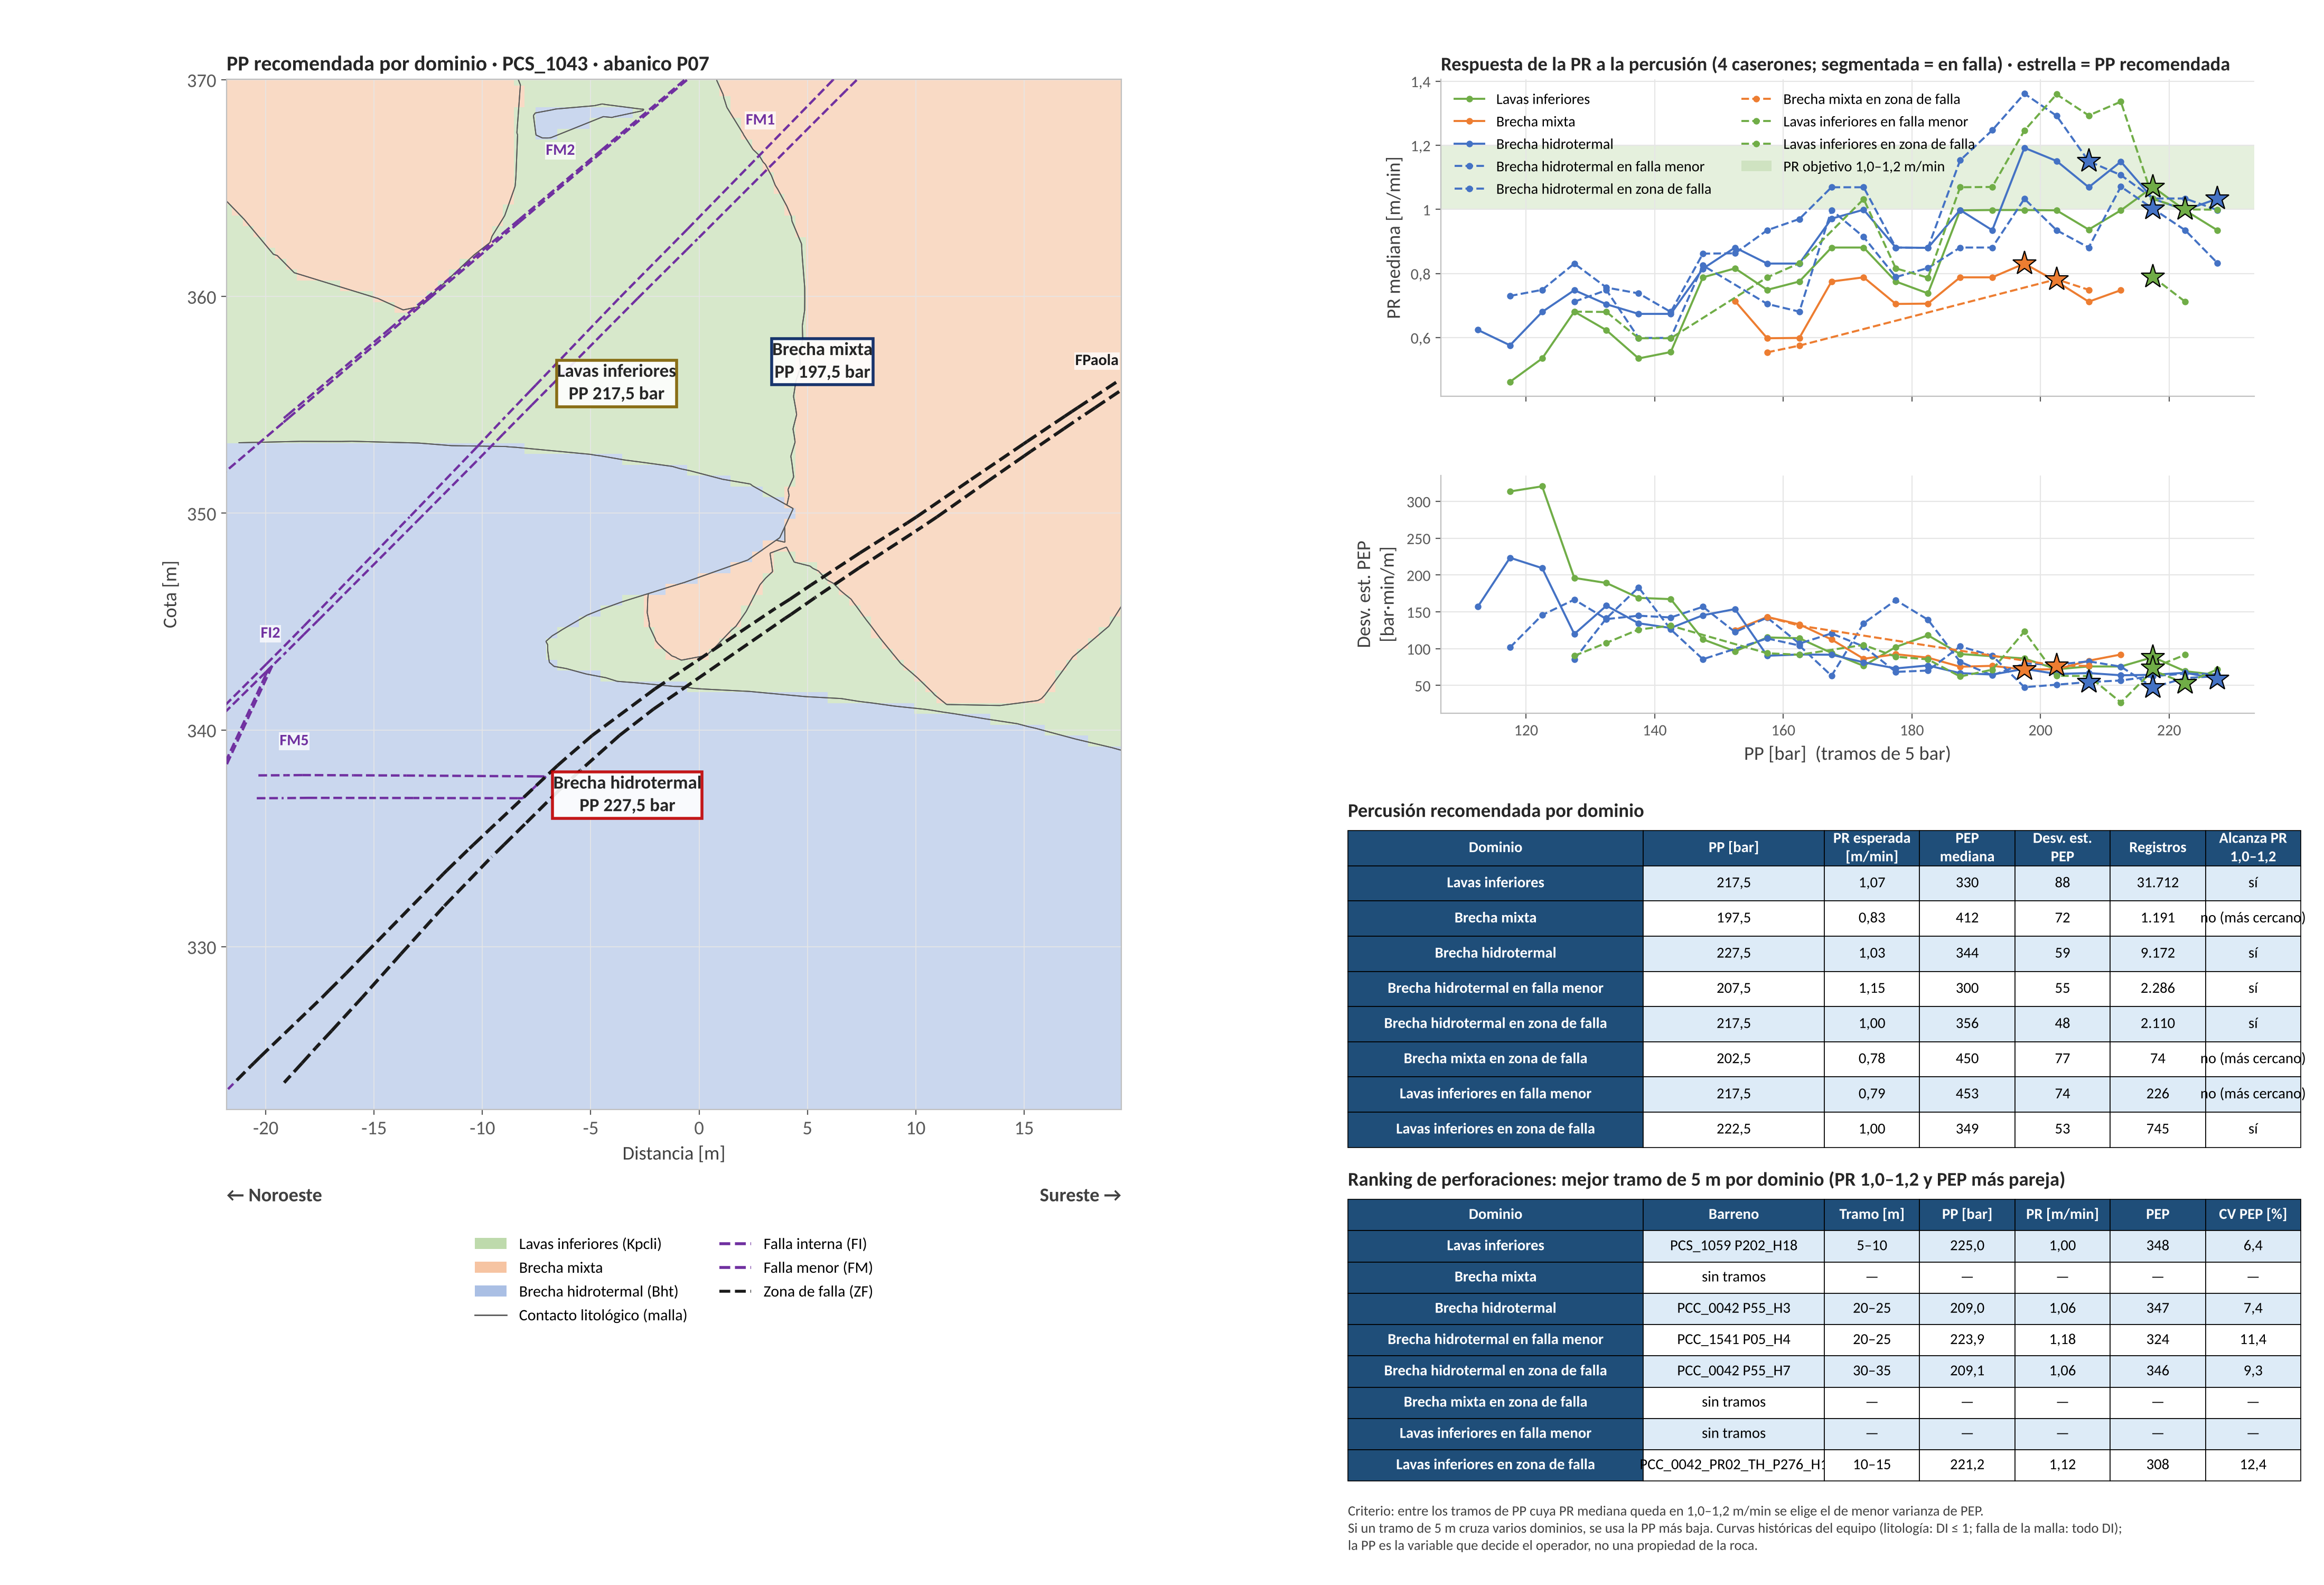 PP recomendada por dominio · PCS_1043 · abanico P07
370
360
350
340
330
Cota [m]
FM2
FM1
FPaola
FI2
FM5
Lavas inferiores
PP 217,5 bar
Brecha mixta
PP 197,5 bar
Brecha hidrotermal
PP 227,5 bar
-20 -15 -10 -5 0 5 10 15
Distancia [m]
← Noroeste
Sureste →
Lavas inferiores (Kpcli)
Brecha mixta
Brecha hidrotermal (Bht)
Contacto litológico (malla)
Falla interna (FI)
Falla menor (FM)
Zona de falla (ZF)
Respuesta de la PR a la percusión (4 caserones; segmentada = en falla) · estrella = PP recomendada
1,4
1,2
1
0,8
0,6
PR mediana [m/min]
Lavas inferiores
Brecha mixta
Brecha hidrotermal
Brecha hidrotermal en falla menor
Brecha hidrotermal en zona de falla
Brecha mixta en zona de falla
Lavas inferiores en falla menor
Lavas inferiores en zona de falla
PR objetivo 1,0–1,2 m/min
300
250
200
150
100
50
Desv. est. PEP
[bar·min/m]
120 140 160 180 200 220
PP [bar] (tramos de 5 bar)
Percusión recomendada por dominio
Dominio PP [bar] PR esperada [m/min] PEP mediana Desv. est. PEP Registros Alcanza PR 1,0–1,2
Lavas inferiores 217,5 1,07 330 88 31.712 sí
Brecha mixta 197,5 0,83 412 72 1.191 no (más cercano)
Brecha hidrotermal 227,5 1,03 344 59 9.172 sí
Brecha hidrotermal en falla menor 207,5 1,15 300 55 2.286 sí
Brecha hidrotermal en zona de falla 217,5 1,00 356 48 2.110 sí
Brecha mixta en zona de falla 202,5 0,78 450 77 74 no (más cercano)
Lavas inferiores en falla menor 217,5 0,79 453 74 226 no (más cercano)
Lavas inferiores en zona de falla 222,5 1,00 349 53 745 sí
Ranking de perforaciones: mejor tramo de 5 m por dominio (PR 1,0–1,2 y PEP más pareja)
Dominio Barreno Tramo [m] PP [bar] PR [m/min] PEP CV PEP [%]
Lavas inferiores PCS_1059 P202_H18 5–10 225,0 1,00 348 6,4
Brecha mixta sin tramos — — — — —
Brecha hidrotermal PCC_0042 P55_H3 20–25 209,0 1,06 347 7,4
Brecha hidrotermal en falla menor PCC_1541 P05_H4 20–25 223,9 1,18 324 11,4
Brecha hidrotermal en zona de falla PCC_0042 P55_H7 30–35 209,1 1,06 346 9,3
Brecha mixta en zona de falla sin tramos — — — — —
Lavas inferiores en falla menor sin tramos — — — — —
Lavas inferiores en zona de falla 10–15 221,2 1,12 308 12,4
Criterio: entre los tramos de PP cuya PR mediana queda en 1,0–1,2 m/min se elige el de menor varianza de PEP.
Si un tramo de 5 m cruza varios dominios, se usa la PP más baja. Curvas históricas del equipo (litología: DI ≤ 1; falla de la malla: todo DI);
la PP es la variable que decide el operador, no una propiedad de la roca.